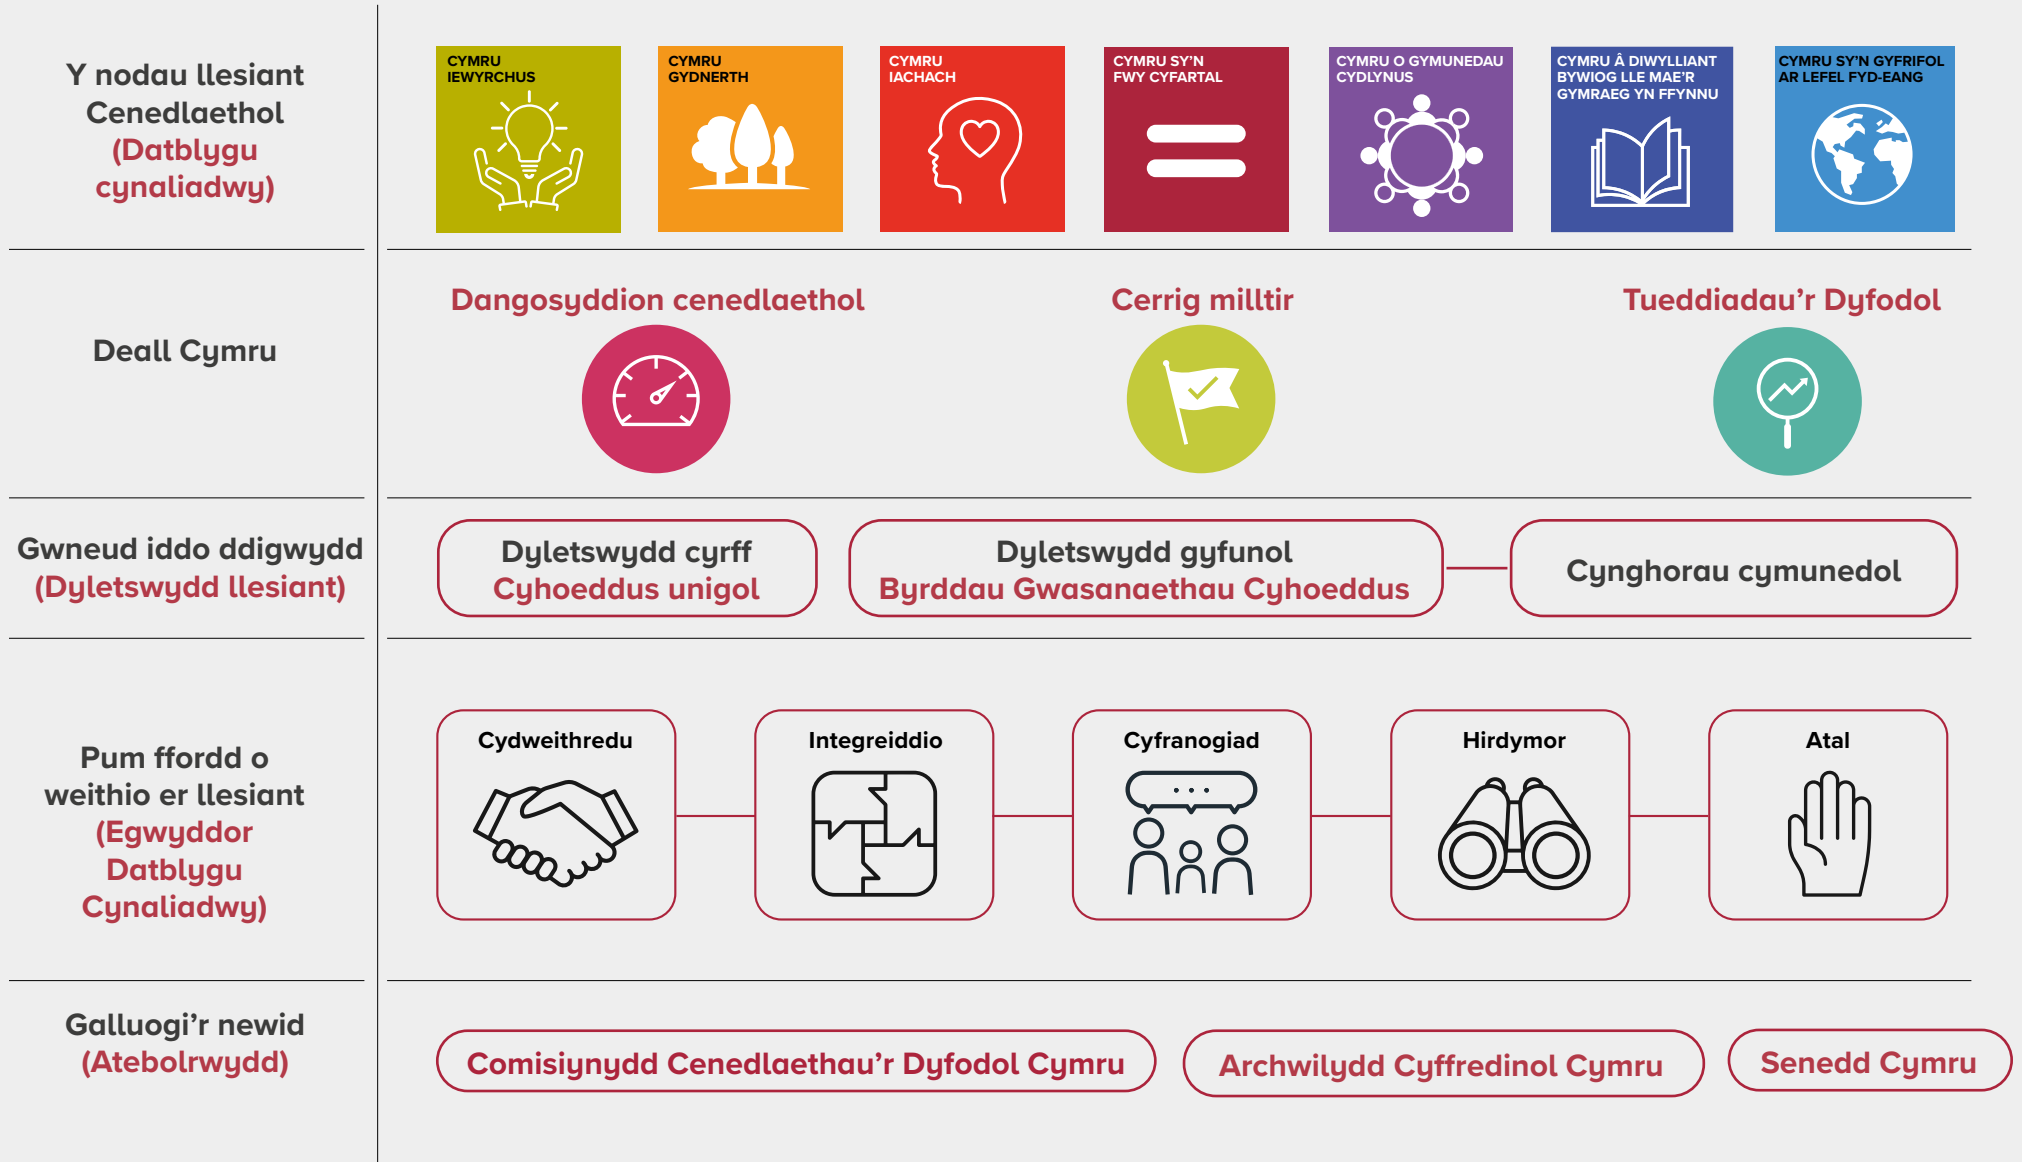 Y nodau llesiant
Cenedlaethol
(Datblygu
cynaliadwy)
CYMRU
IEWYRCHUS
CYMRU
GYDNERTH
CYMRU
IACHACH
CYMRU SY'N
FWY CYFARTAL
CYMRU O GYMUNEDAU
CYDLYNUS
CYMRU Â DIWYLLIANT
BYWIOG LLE MAE'R
GYMRAEG YN FFYNNU
CYMRU SY'N GYFRIFOL
AR LEFEL FYD-EANG
Deall Cymru
Dangosyddion cenedlaethol
Cerrig milltir
Tueddiadau’r Dyfodol
Gwneud iddo ddigwydd
(Dyletswydd llesiant)
Dyletswydd cyrff
Cyhoeddus unigol
Dyletswydd gyfunol
Byrddau Gwasanaethau Cyhoeddus
Cynghorau cymunedol
Pum ffordd o
weithio er llesiant
(Egwyddor
Datblygu
Cynaliadwy)
Cydweithredu
Integreiddio
Cyfranogiad
Hirdymor
Atal
Galluogi’r newid
(Atebolrwydd)
Comisiynydd Cenedlaethau’r Dyfodol Cymru
Archwilydd Cyffredinol Cymru
Senedd Cymru